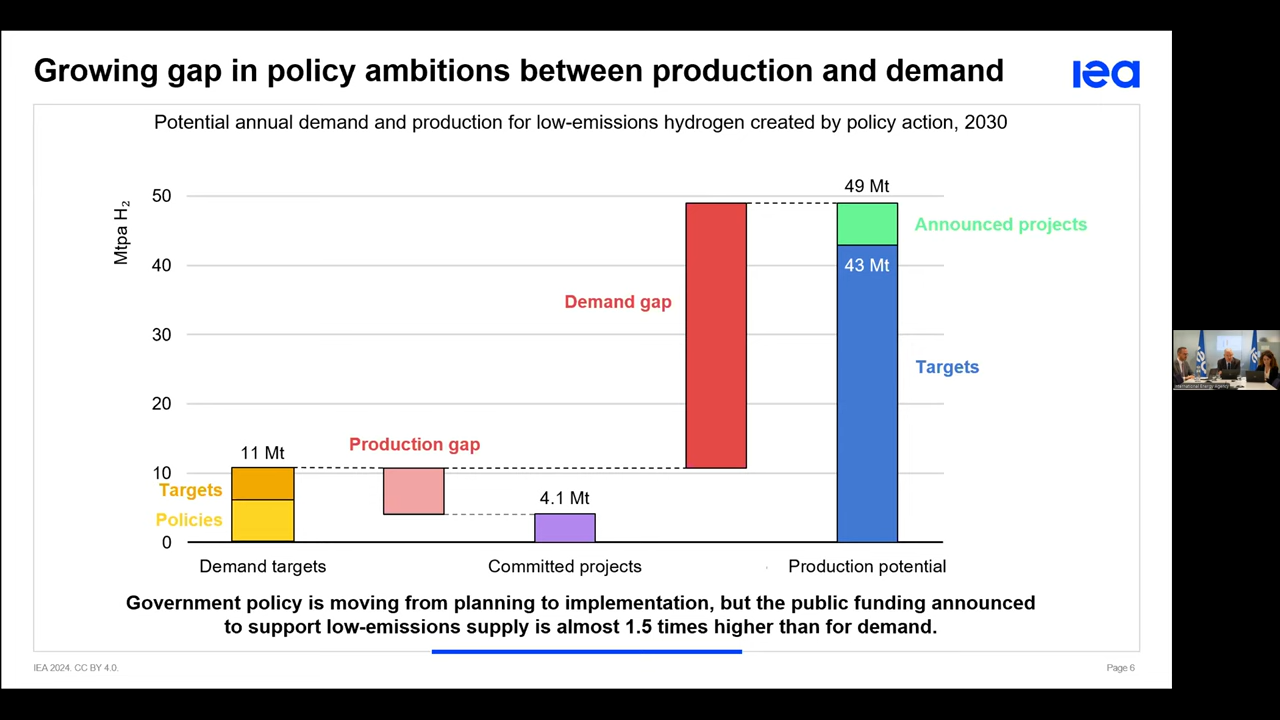 Growing gap in policy ambitions between production and demand
iea
Potential annual demand and production for low-emissions hydrogen created by policy action, 2030
Mtpa H₂
50
40
30
20
10
0
11 Mt
Targets
Policies
Production gap
4.1 Mt
Demand gap
49 Mt
43 Mt
Announced projects
Targets
Demand targets
Committed projects
Production potential
Government policy is moving from planning to implementation, but the public funding announced
to support low-emissions supply is almost 1.5 times higher than for demand.
IEA 2024. CC BY 4.0.
Page 6
International Energy Agency